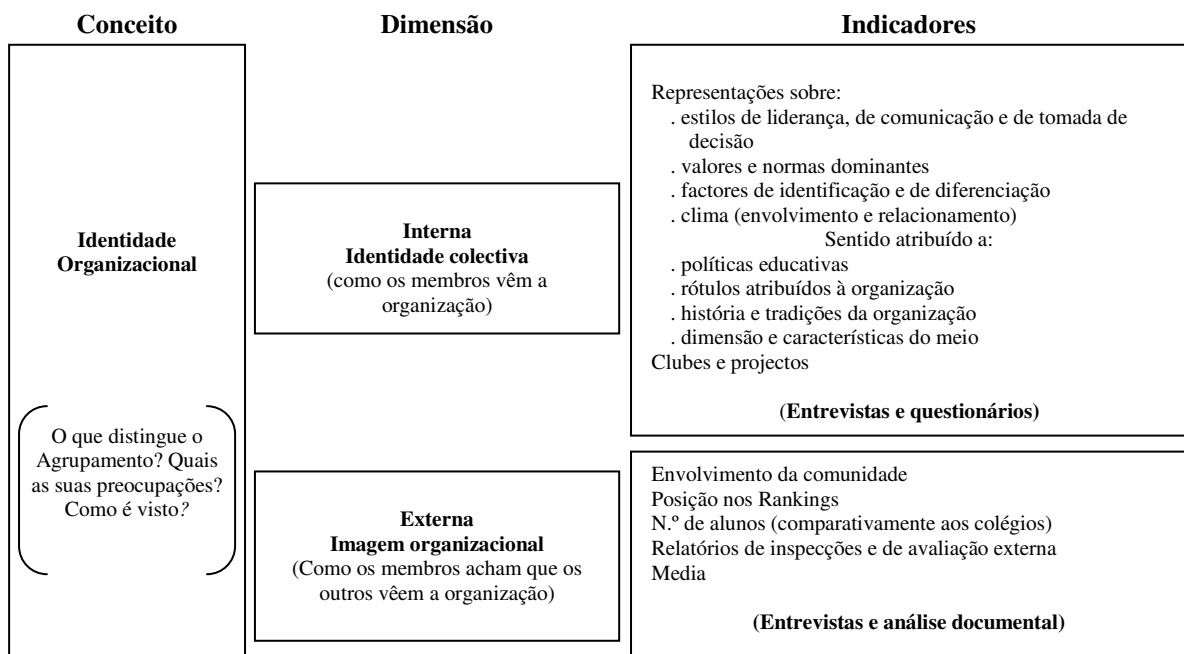 Conceito
Dimensão
Indicadores
Identidade
Organizacional
O que distingue o
Agrupamento? Quais
as suas preocupações?
Como é visto?
Interna
Identidade colectiva
(como os membros vêm a
organização)
Externa
Imagem organizacional
(Como os membros acham que os
outros vêem a organização)
Representações sobre:
. estilos de liderança, de comunicação e de tomada de
decisão
. valores e normas dominantes
. factores de identificação e de diferenciação
. clima (envolvimento e relacionamento)
Sentido atribuído a:
. políticas educativas
. rótulos atribuídos à organização
. história e tradições da organização
. dimensão e características do meio
Clubes e projectos
(Entrevistas e questionários)
Envolvimento da comunidade
Posição nos Rankings
N.º de alunos (comparativamente aos colégios)
Relatórios de inspecções e de avaliação externa
Media
(Entrevistas e análise documental)